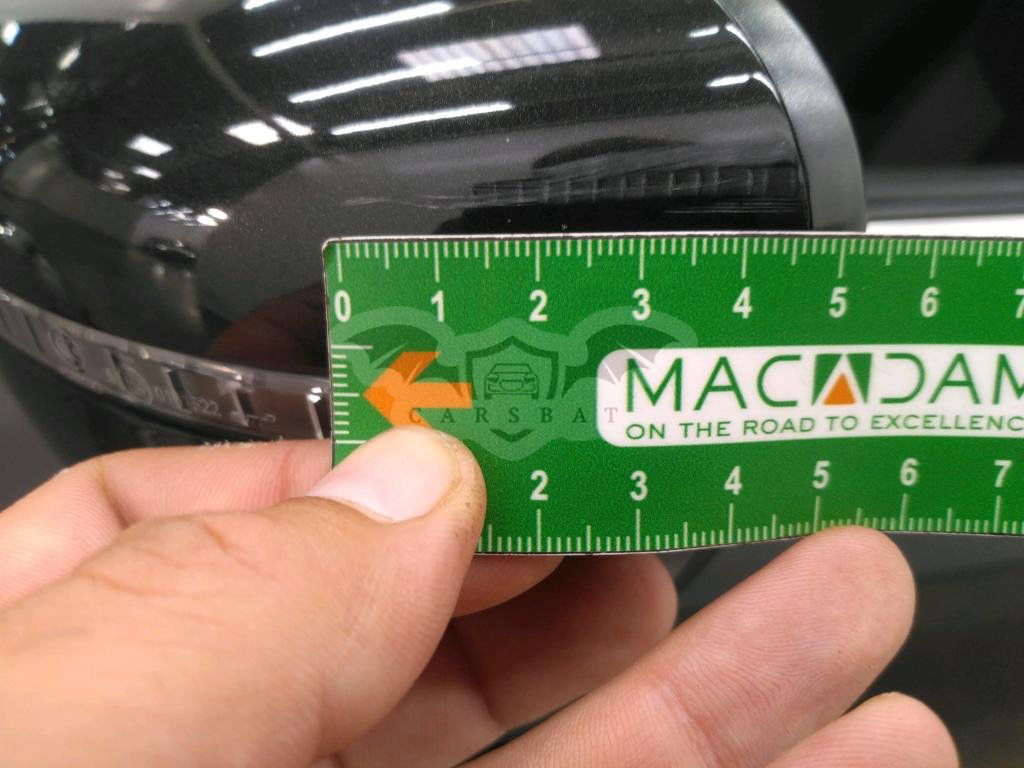 0 1 2 3 4 5 6 7
MACADAM
ON THE ROAD TO EXCELLENC
CARSBAT
2 3 4 5 6 7